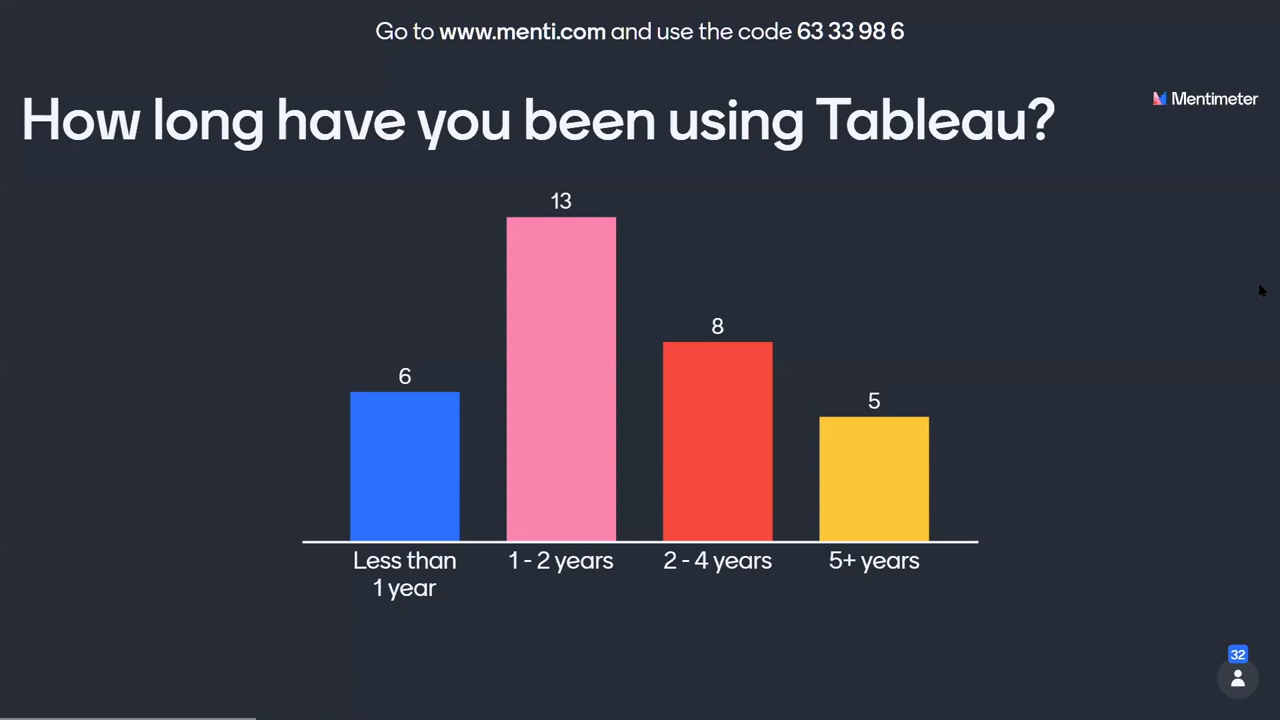 Go to www.menti.com and use the code 63 33 98 6
How long have you been using Tableau?
Mentimeter
13
8
6
5
Less than
1 year
1 - 2 years
2 - 4 years
5+ years
32